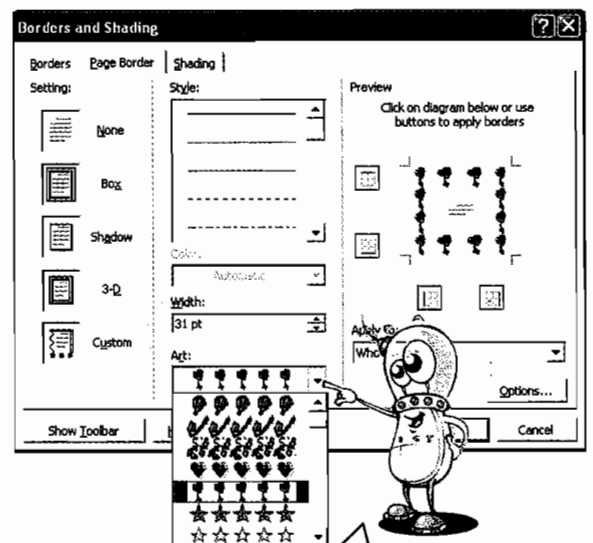 Borders and Shading
Borders Page Border Shading
Setting:
None
Box
Shadow
3-D
Custom
Style:
Color:
Automatic
Width:
31 pt
Art:
Preview
Click on diagram below or use
buttons to apply borders
Apply to:
Options...
Show Toolbar
Cancel